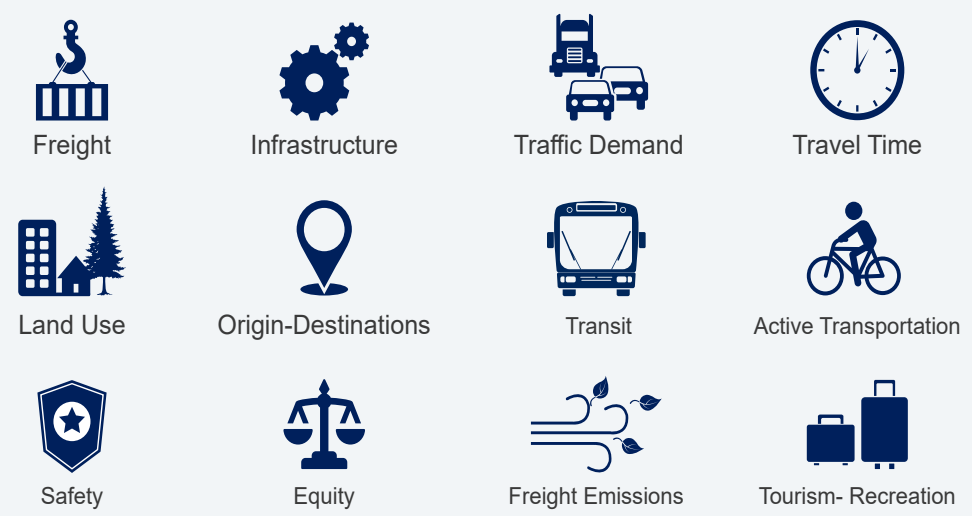 Freight
Infrastructure
Traffic Demand
Travel Time
Land Use
Origin-Destinations
Transit
Active Transportation
Safety
Equity
Freight Emissions
Tourism- Recreation